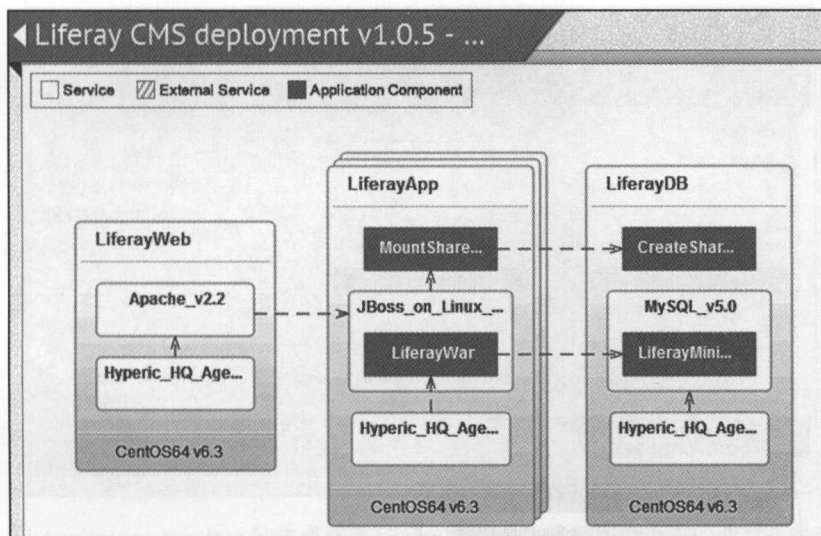 Liferay CMS deployment v1.0.5 - ...
Service External Service Application Component
LiferayWeb
Apache_v2.2
Hyperic_HQ_Age...
CentOS64 v6.3
LiferayApp
MountShare...
JBoss_on_Linux_...
LiferayWar
Hyperic_HQ_Age...
CentOS64 v6.3
LiferayDB
CreateShar...
MySQL_v5.0
LiferayMini...
Hyperic_HQ_Age...
CentOS64 v6.3